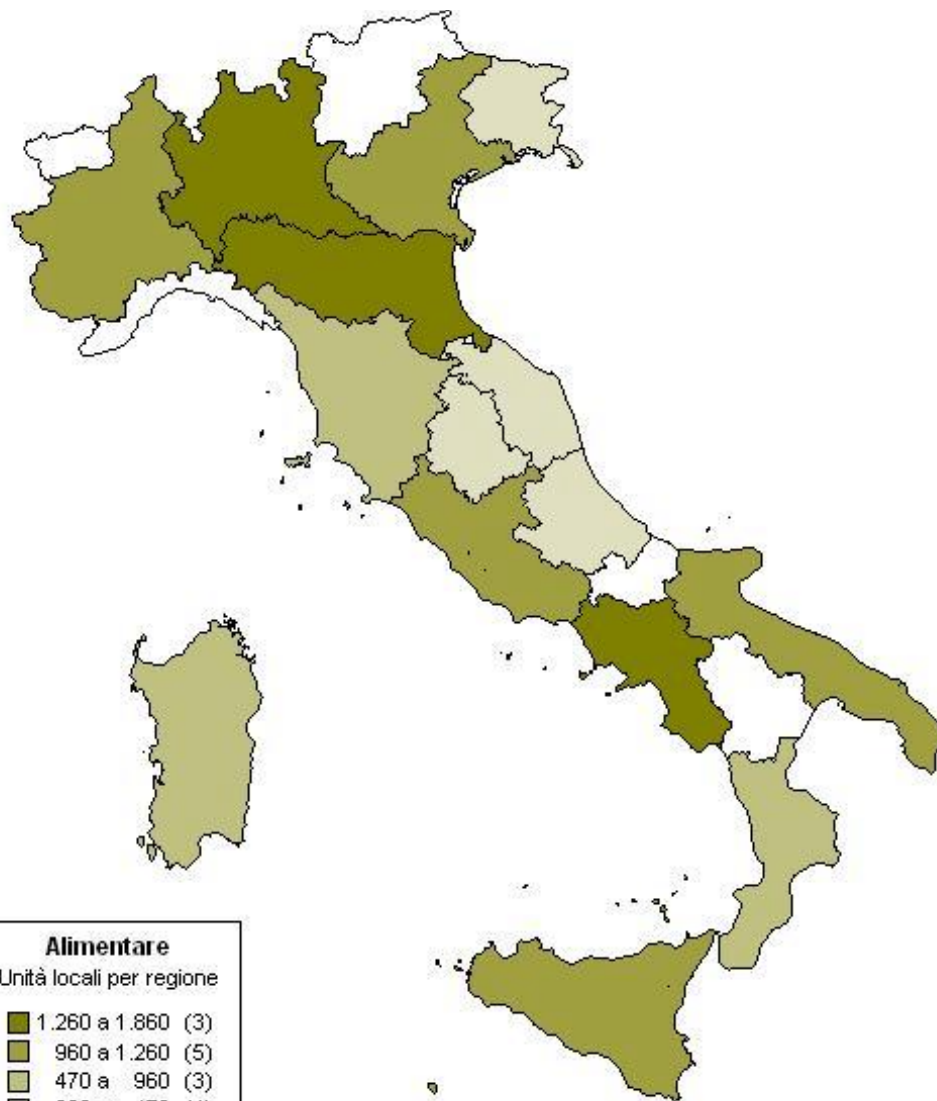 Alimentare
Unità locali per regione
1.260 a 1.860 (3)
960 a 1.260 (5)
470 a 960 (3)